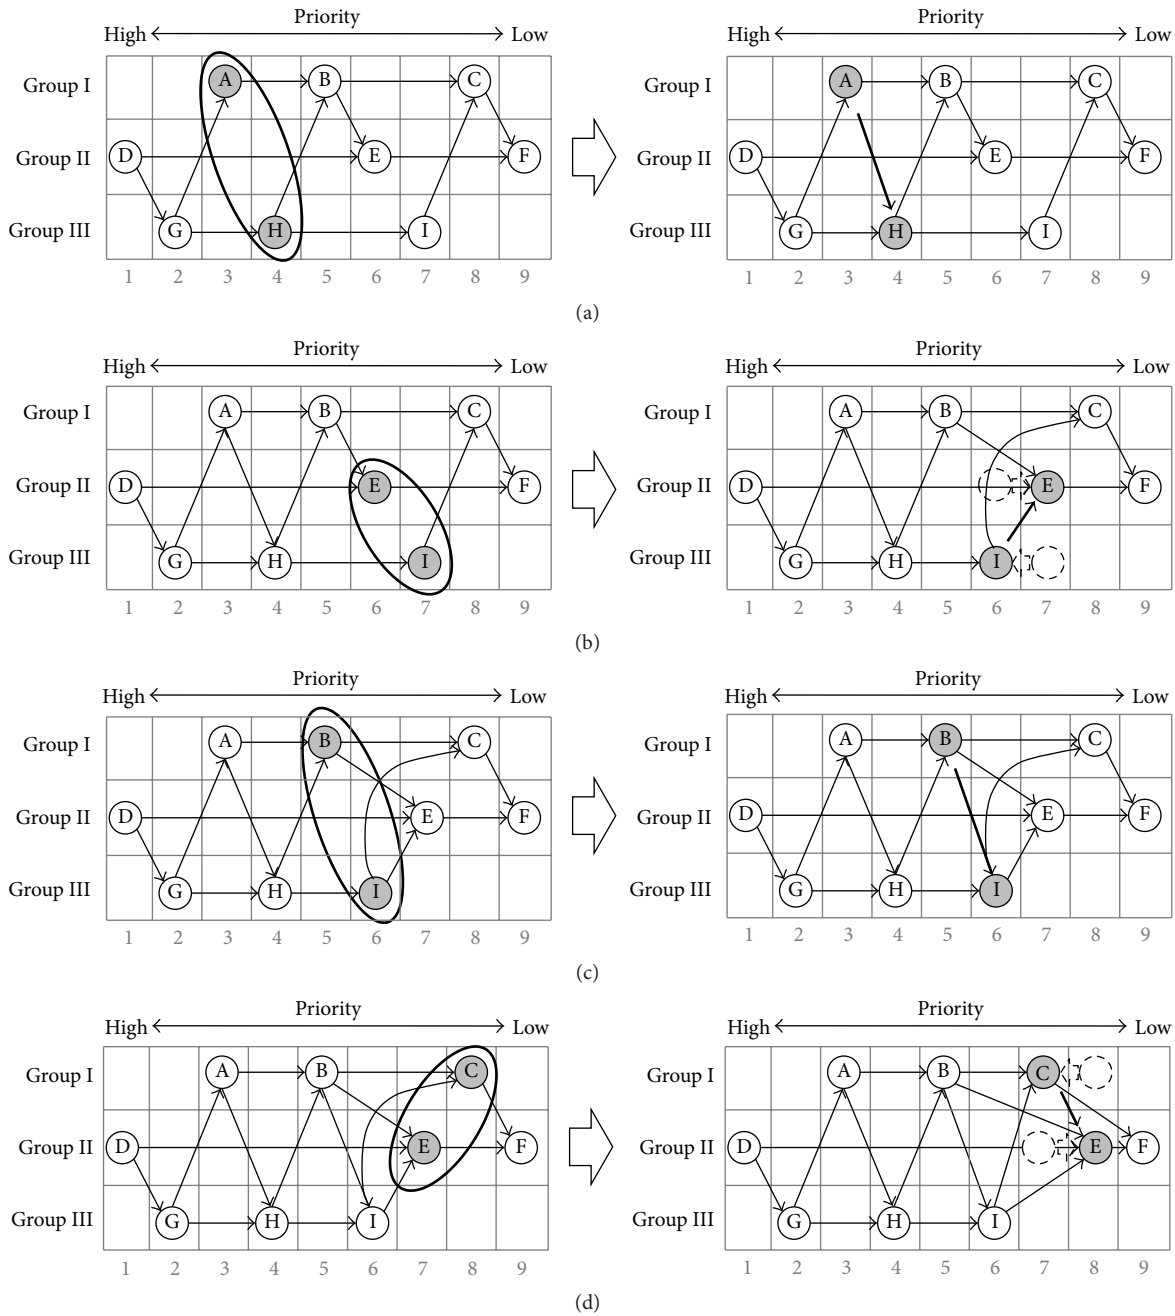 Priority
High Low
Group I A B C
Group II D E F
Group III G H I
1 2 3 4 5 6 7 8 9
Priority
High Low
Group I A B C
Group II D E F
Group III G H I
1 2 3 4 5 6 7 8 9
(a)
Priority
High Low
Group I A B C
Group II D E F
Group III G H I
1 2 3 4 5 6 7 8 9
Priority
High Low
Group I A B C
Group II D E F
Group III G H I
1 2 3 4 5 6 7 8 9
(b)
Priority
High Low
Group I A B C
Group II D E F
Group III G H I
1 2 3 4 5 6 7 8 9
Priority
High Low
Group I A B C
Group II D E F
Group III G H I
1 2 3 4 5 6 7 8 9
(c)
Priority
High Low
Group I A B C
Group II D E F
Group III G H I
1 2 3 4 5 6 7 8 9
Priority
High Low
Group I A B C
Group II D E F
Group III G H I
1 2 3 4 5 6 7 8 9
(d)